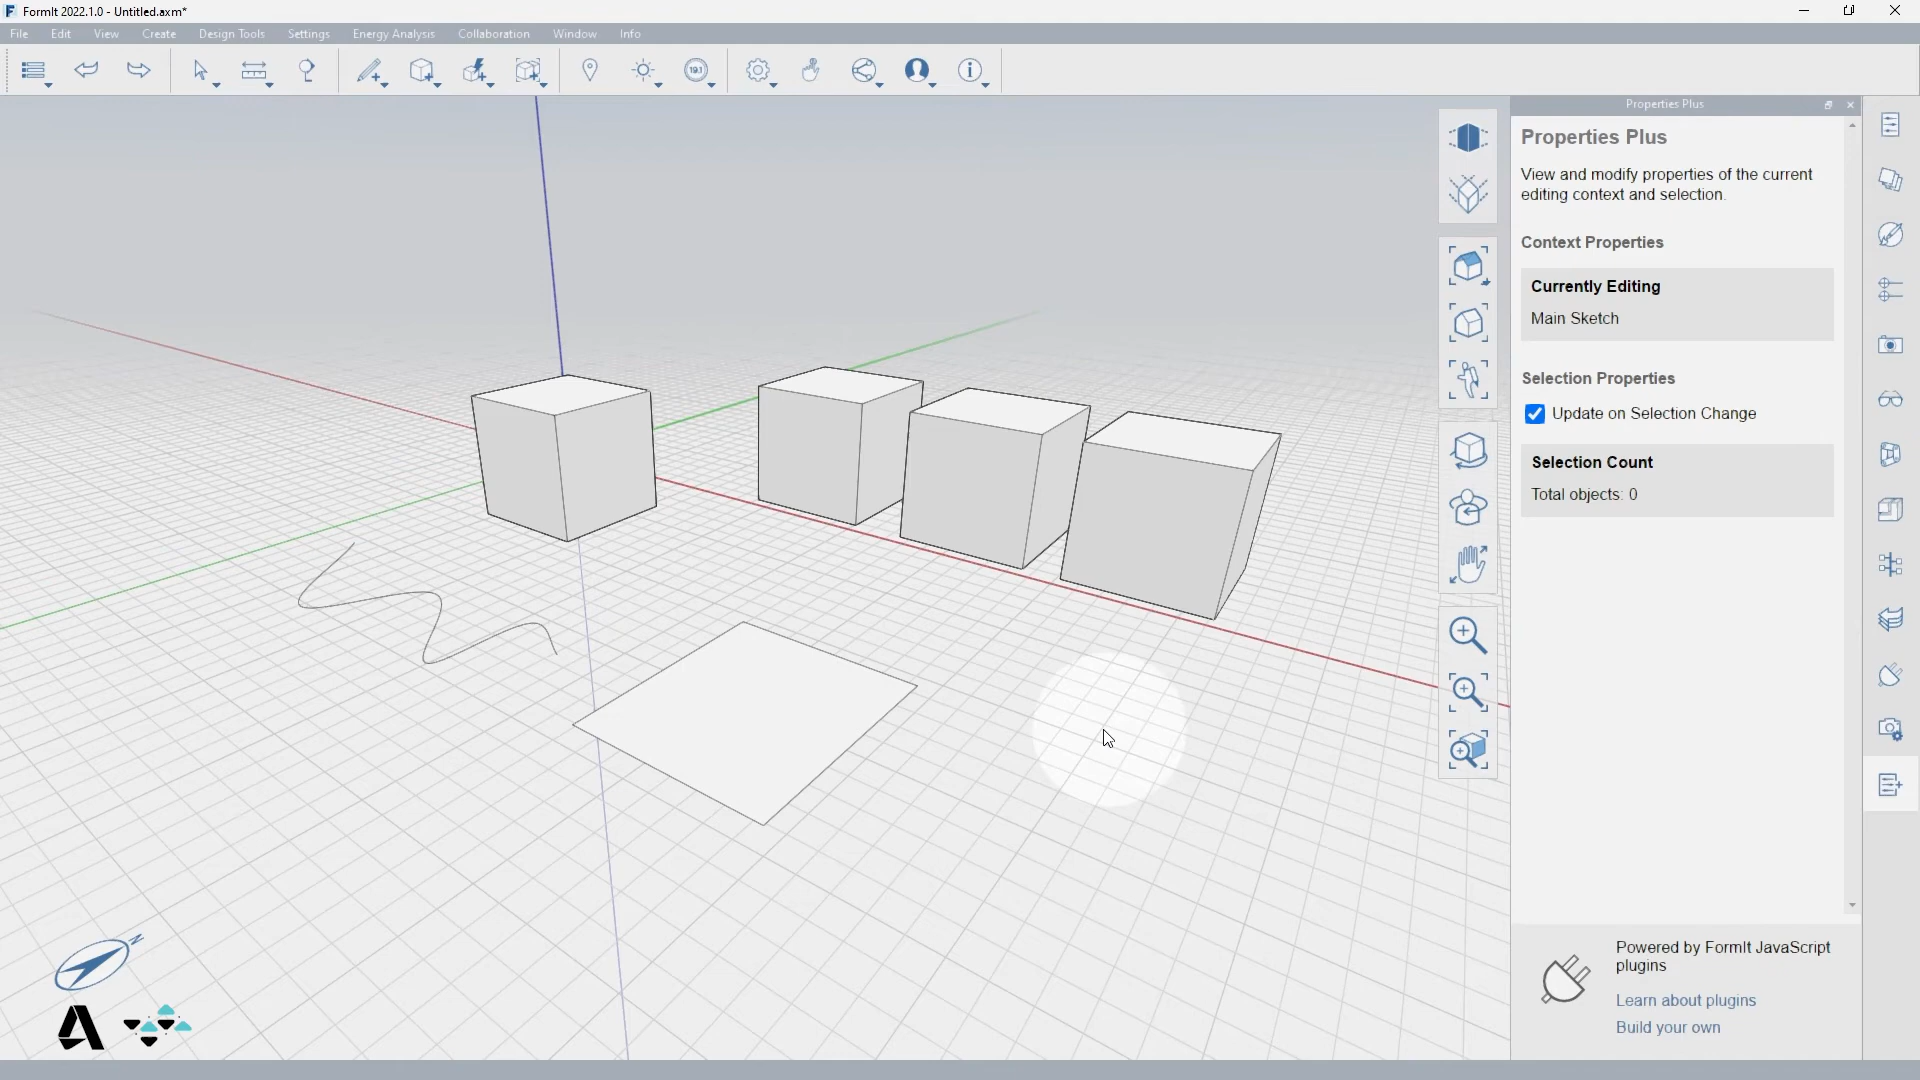 FormIt 2022.1.0 - Untitled.axm*
File Edit View Create Design Tools Settings Energy Analysis Collaboration Window Info
19.1
Properties Plus
Properties Plus
View and modify properties of the current
editing context and selection.
Context Properties
Currently Editing
Main Sketch
Selection Properties
Update on Selection Change
Selection Count
Total objects: 0
N
Powered by FormIt JavaScript
plugins
Learn about plugins
Build your own